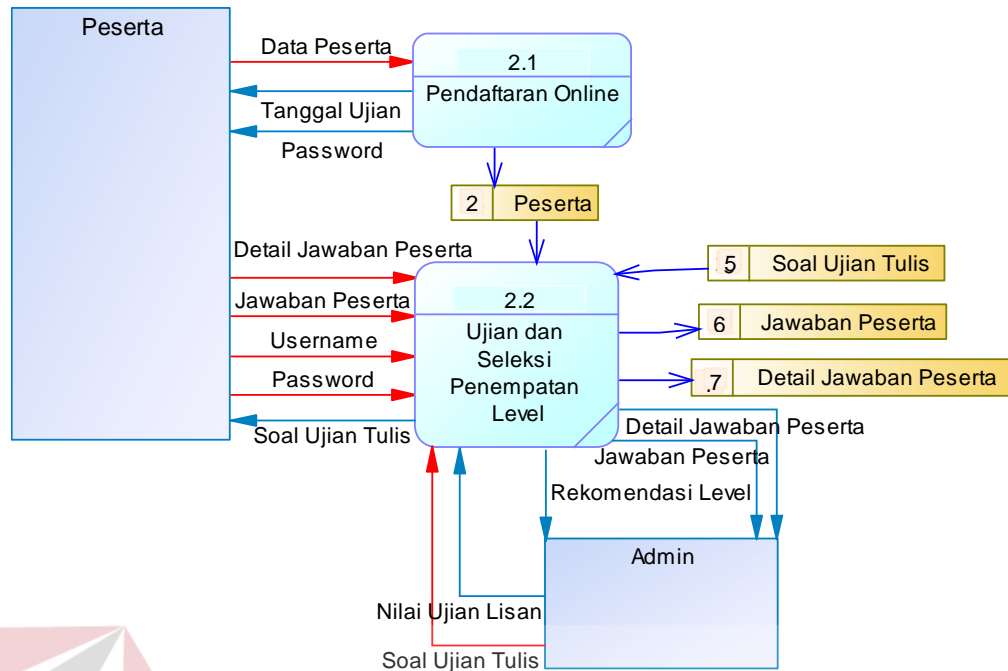 Peserta
Data Peserta
2.1
Pendaftaran Online
Tanggal Ujian
Password
2 Peserta
Detail Jawaban Peserta
Jawaban Peserta
Username
Password
Soal Ujian Tulis
2.2
Ujian dan
Seleksi
Penempatan
Level
5 Soal Ujian Tulis
6 Jawaban Peserta
7 Detail Jawaban Peserta
Detail Jawaban Peserta
Jawaban Peserta
Rekomendasi Level
Admin
Nilai Ujian Lisan
Soal Ujian Tulis